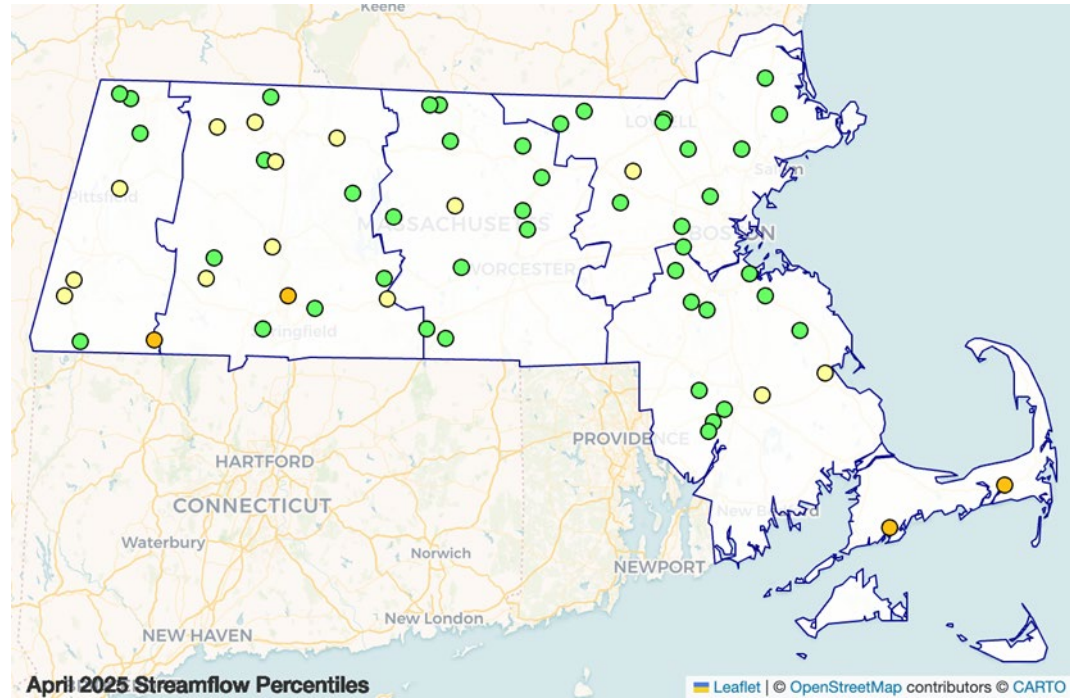 Keene
LOWELL
Salem
Pittsfield
MASSACHUSETTS
BOSTON
WORCESTER
Springfield
PROVIDENCE
HARTFORD
CONNECTICUT
New Bedford
Waterbury
Norwich
NEWPORT
New London
NEW HAVEN
April 2025 Streamflow Percentiles
Leaflet | © OpenStreetMap contributors © CARTO